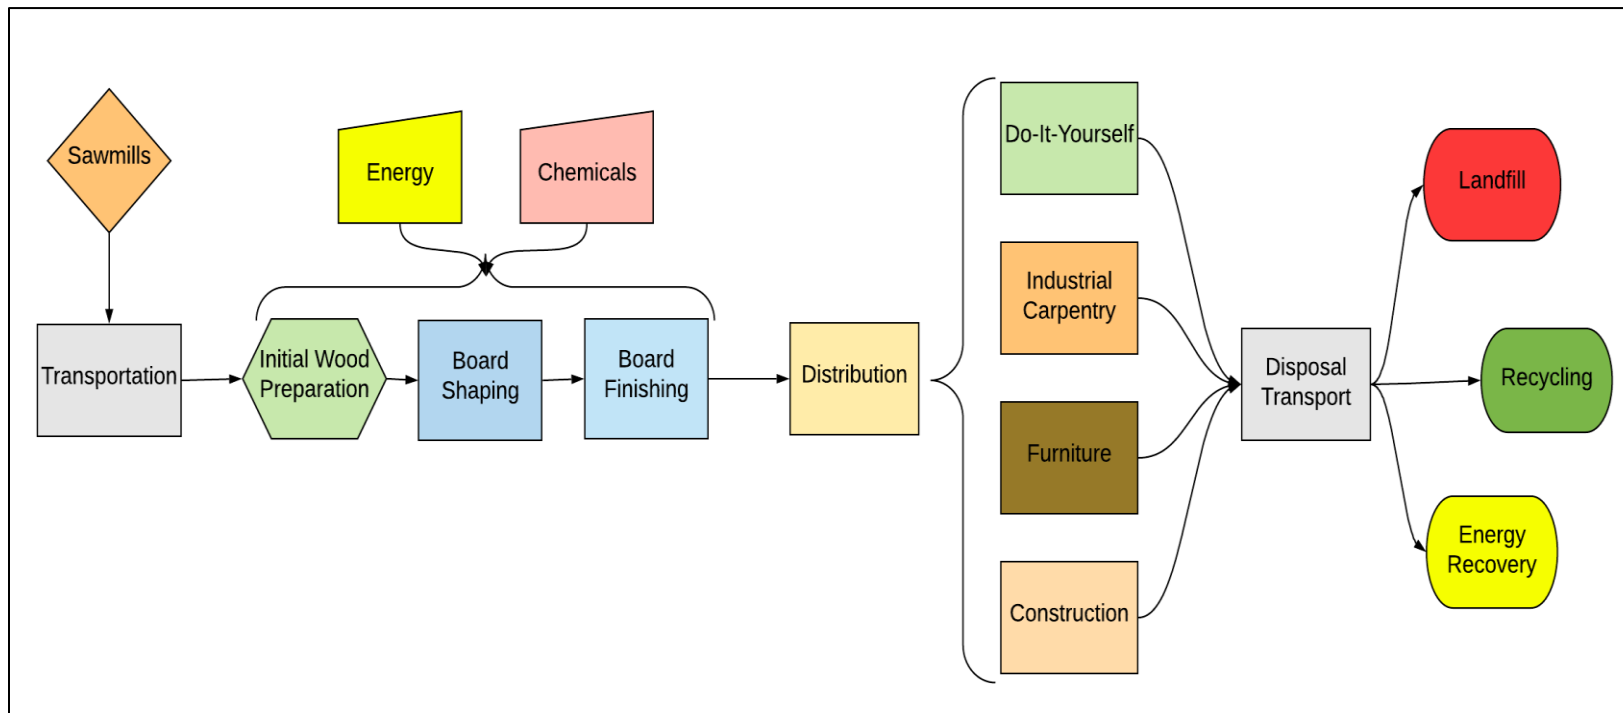 Sawmills
Transportation
Energy
Chemicals
Initial Wood
Preparation
Board
Shaping
Board
Finishing
Distribution
Do-It-Yourself
Industrial
Carpentry
Furniture
Construction
Disposal
Transport
Landfill
Recycling
Energy
Recovery